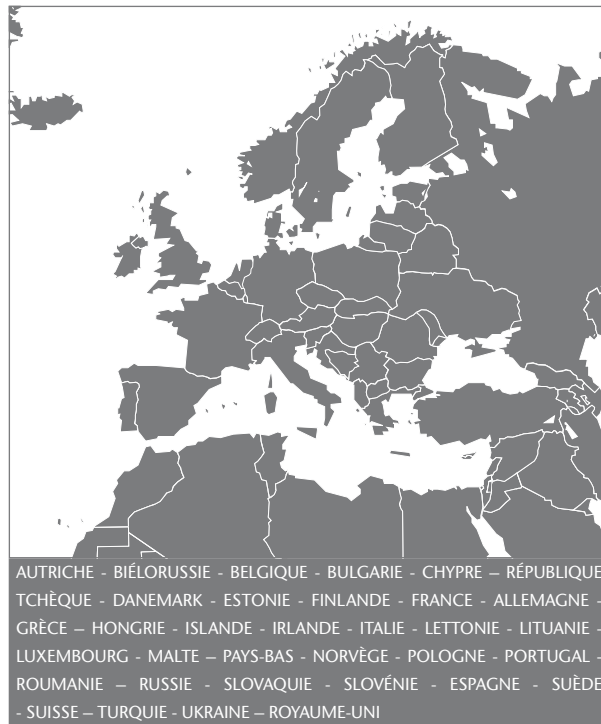 AUTRICHE - BIÉLORUSSIE - BELGIQUE - BULGARIE - CHYPRE – RÉPUBLIQUE
TCHÈQUE - DANEMARK - ESTONIE - FINLANDE - FRANCE - ALLEMAGNE -
GRÈCE – HONGRIE - ISLANDE - IRLANDE - ITALIE - LETTONIE - LITUANIE -
LUXEMBOURG - MALTE – PAYS-BAS - NORVÈGE - POLOGNE - PORTUGAL -
ROUMANIE – RUSSIE - SLOVAQUIE - SLOVÉNIE - ESPAGNE - SUÈDE
- SUISSE – TURQUIE - UKRAINE – ROYAUME-UNI